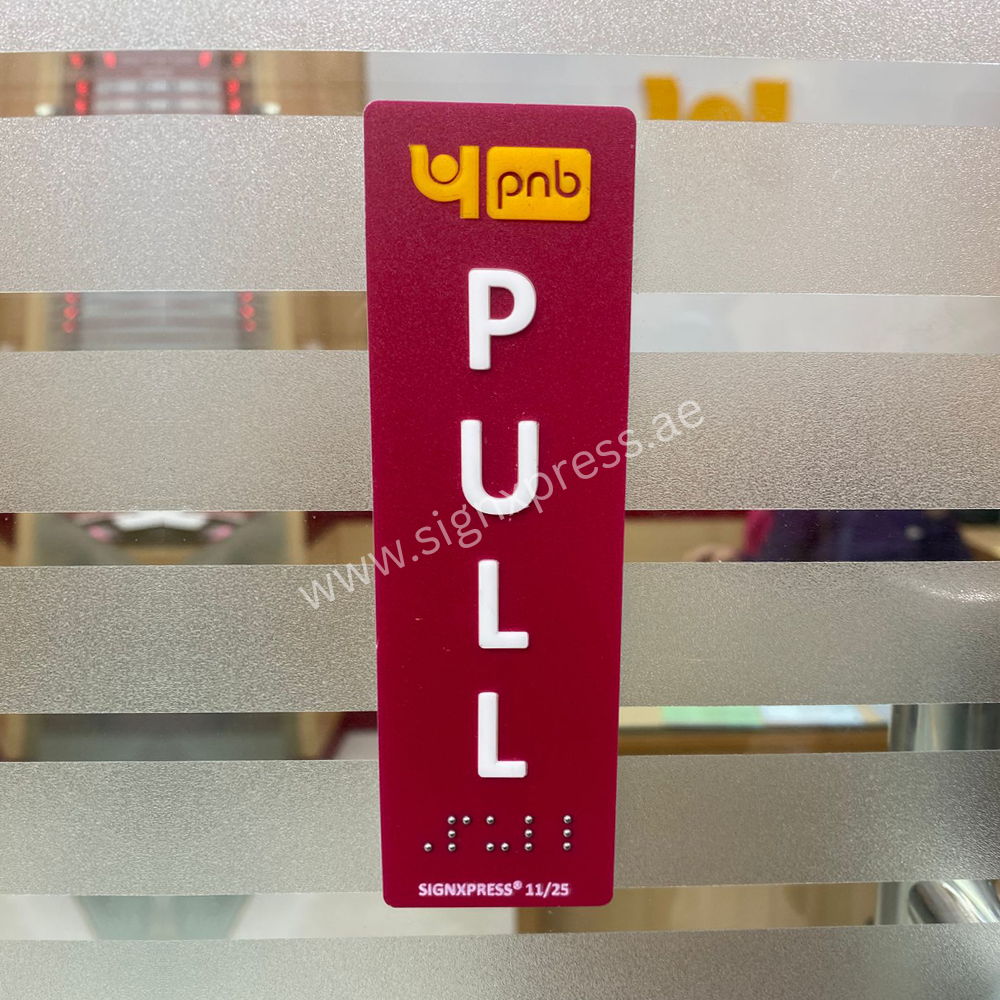 pnb
P
U
L
L
www.signxpress.ae
⠠⠏⠥⠇⠇
SIGNXPRESS® 11/25